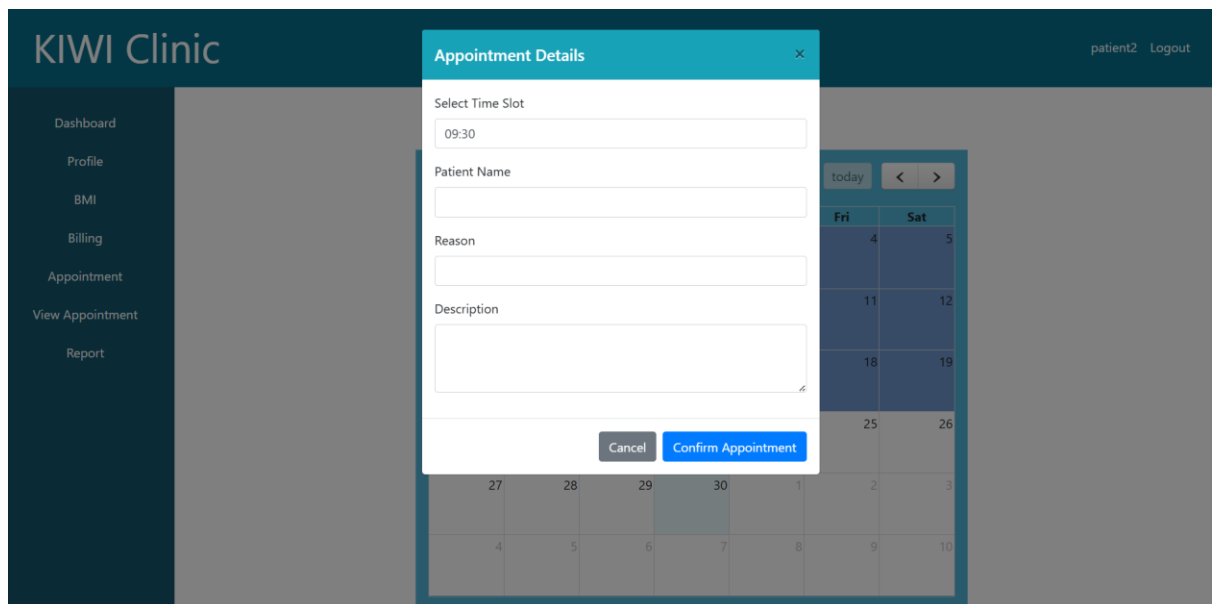 KIWI Clinic
patient2 Logout
Dashboard
Profile
BMI
Billing
Appointment
View Appointment
Report
Appointment Details ×
Select Time Slot
09:30
Patient Name
Reason
Description
Cancel Confirm Appointment
today < >
Fri Sat
4 5
11 12
18 19
25 26
27 28 29 30 1 2 3
4 5 6 7 8 9 10